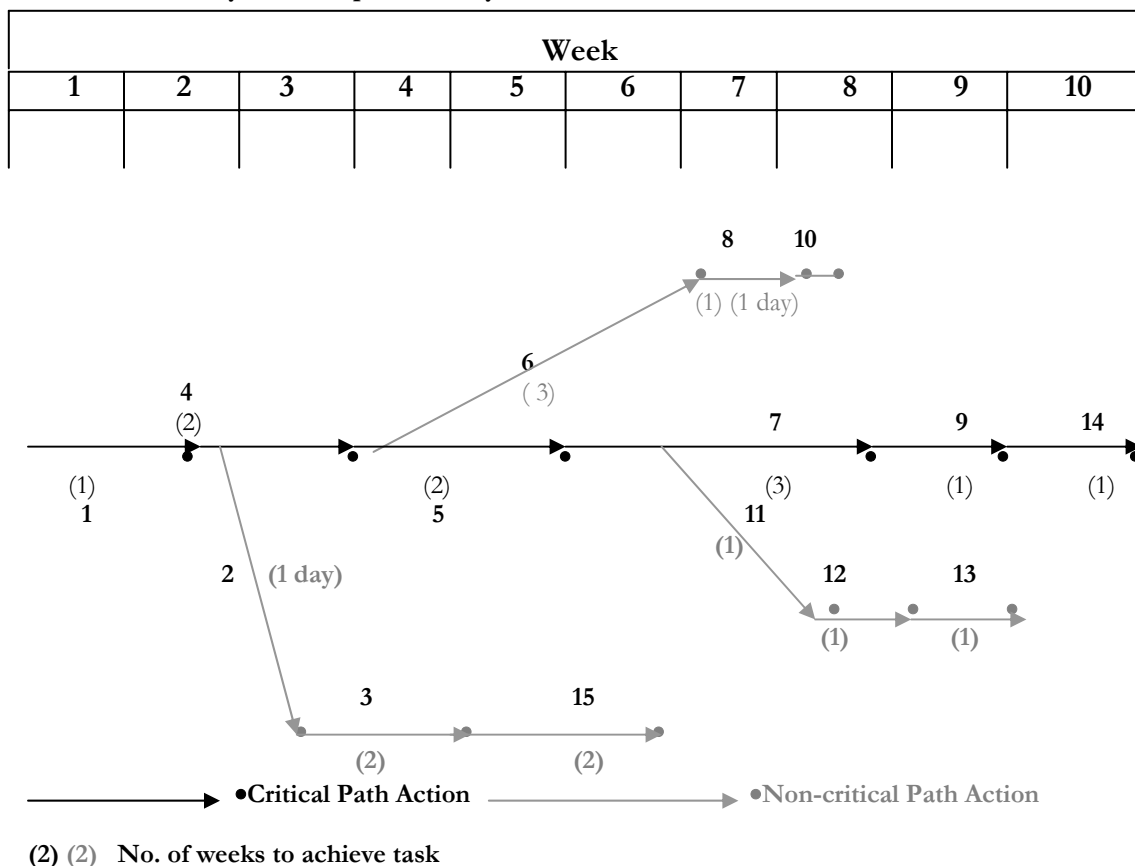 Week
1 2 3 4 5 6 7 8 9 10
8 10
(1) (1 day)
6
( 3)
4
(2)
7 9 14
(1) (2) (3) (1) (1)
1 5 11
(1)
2 (1 day)
12 13
(1) (1)
3 15
(2) (2)
•Critical Path Action •Non-critical Path Action
(2) (2) No. of weeks to achieve task